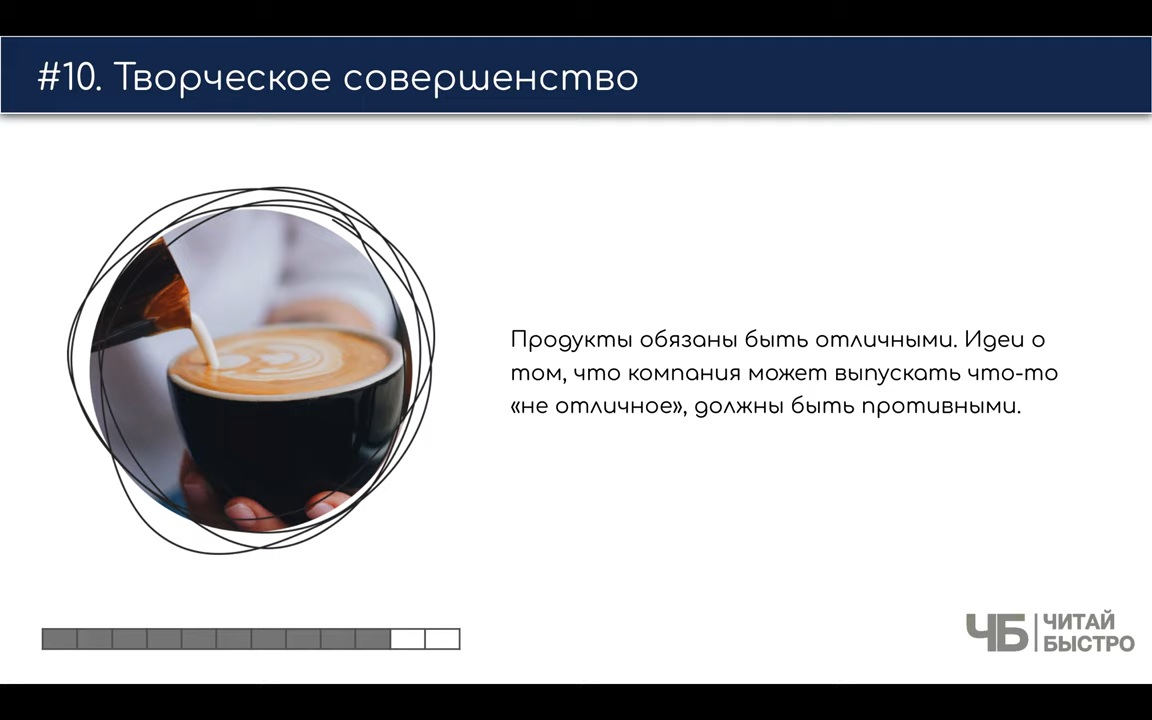 #10. Творческое совершенство
Продукты обязаны быть отличными. Идеи о
том, что компания может выпускать что-то
«не отличное», должны быть противными.
ЧБ
ЧИТАЙ
БЫСТРО